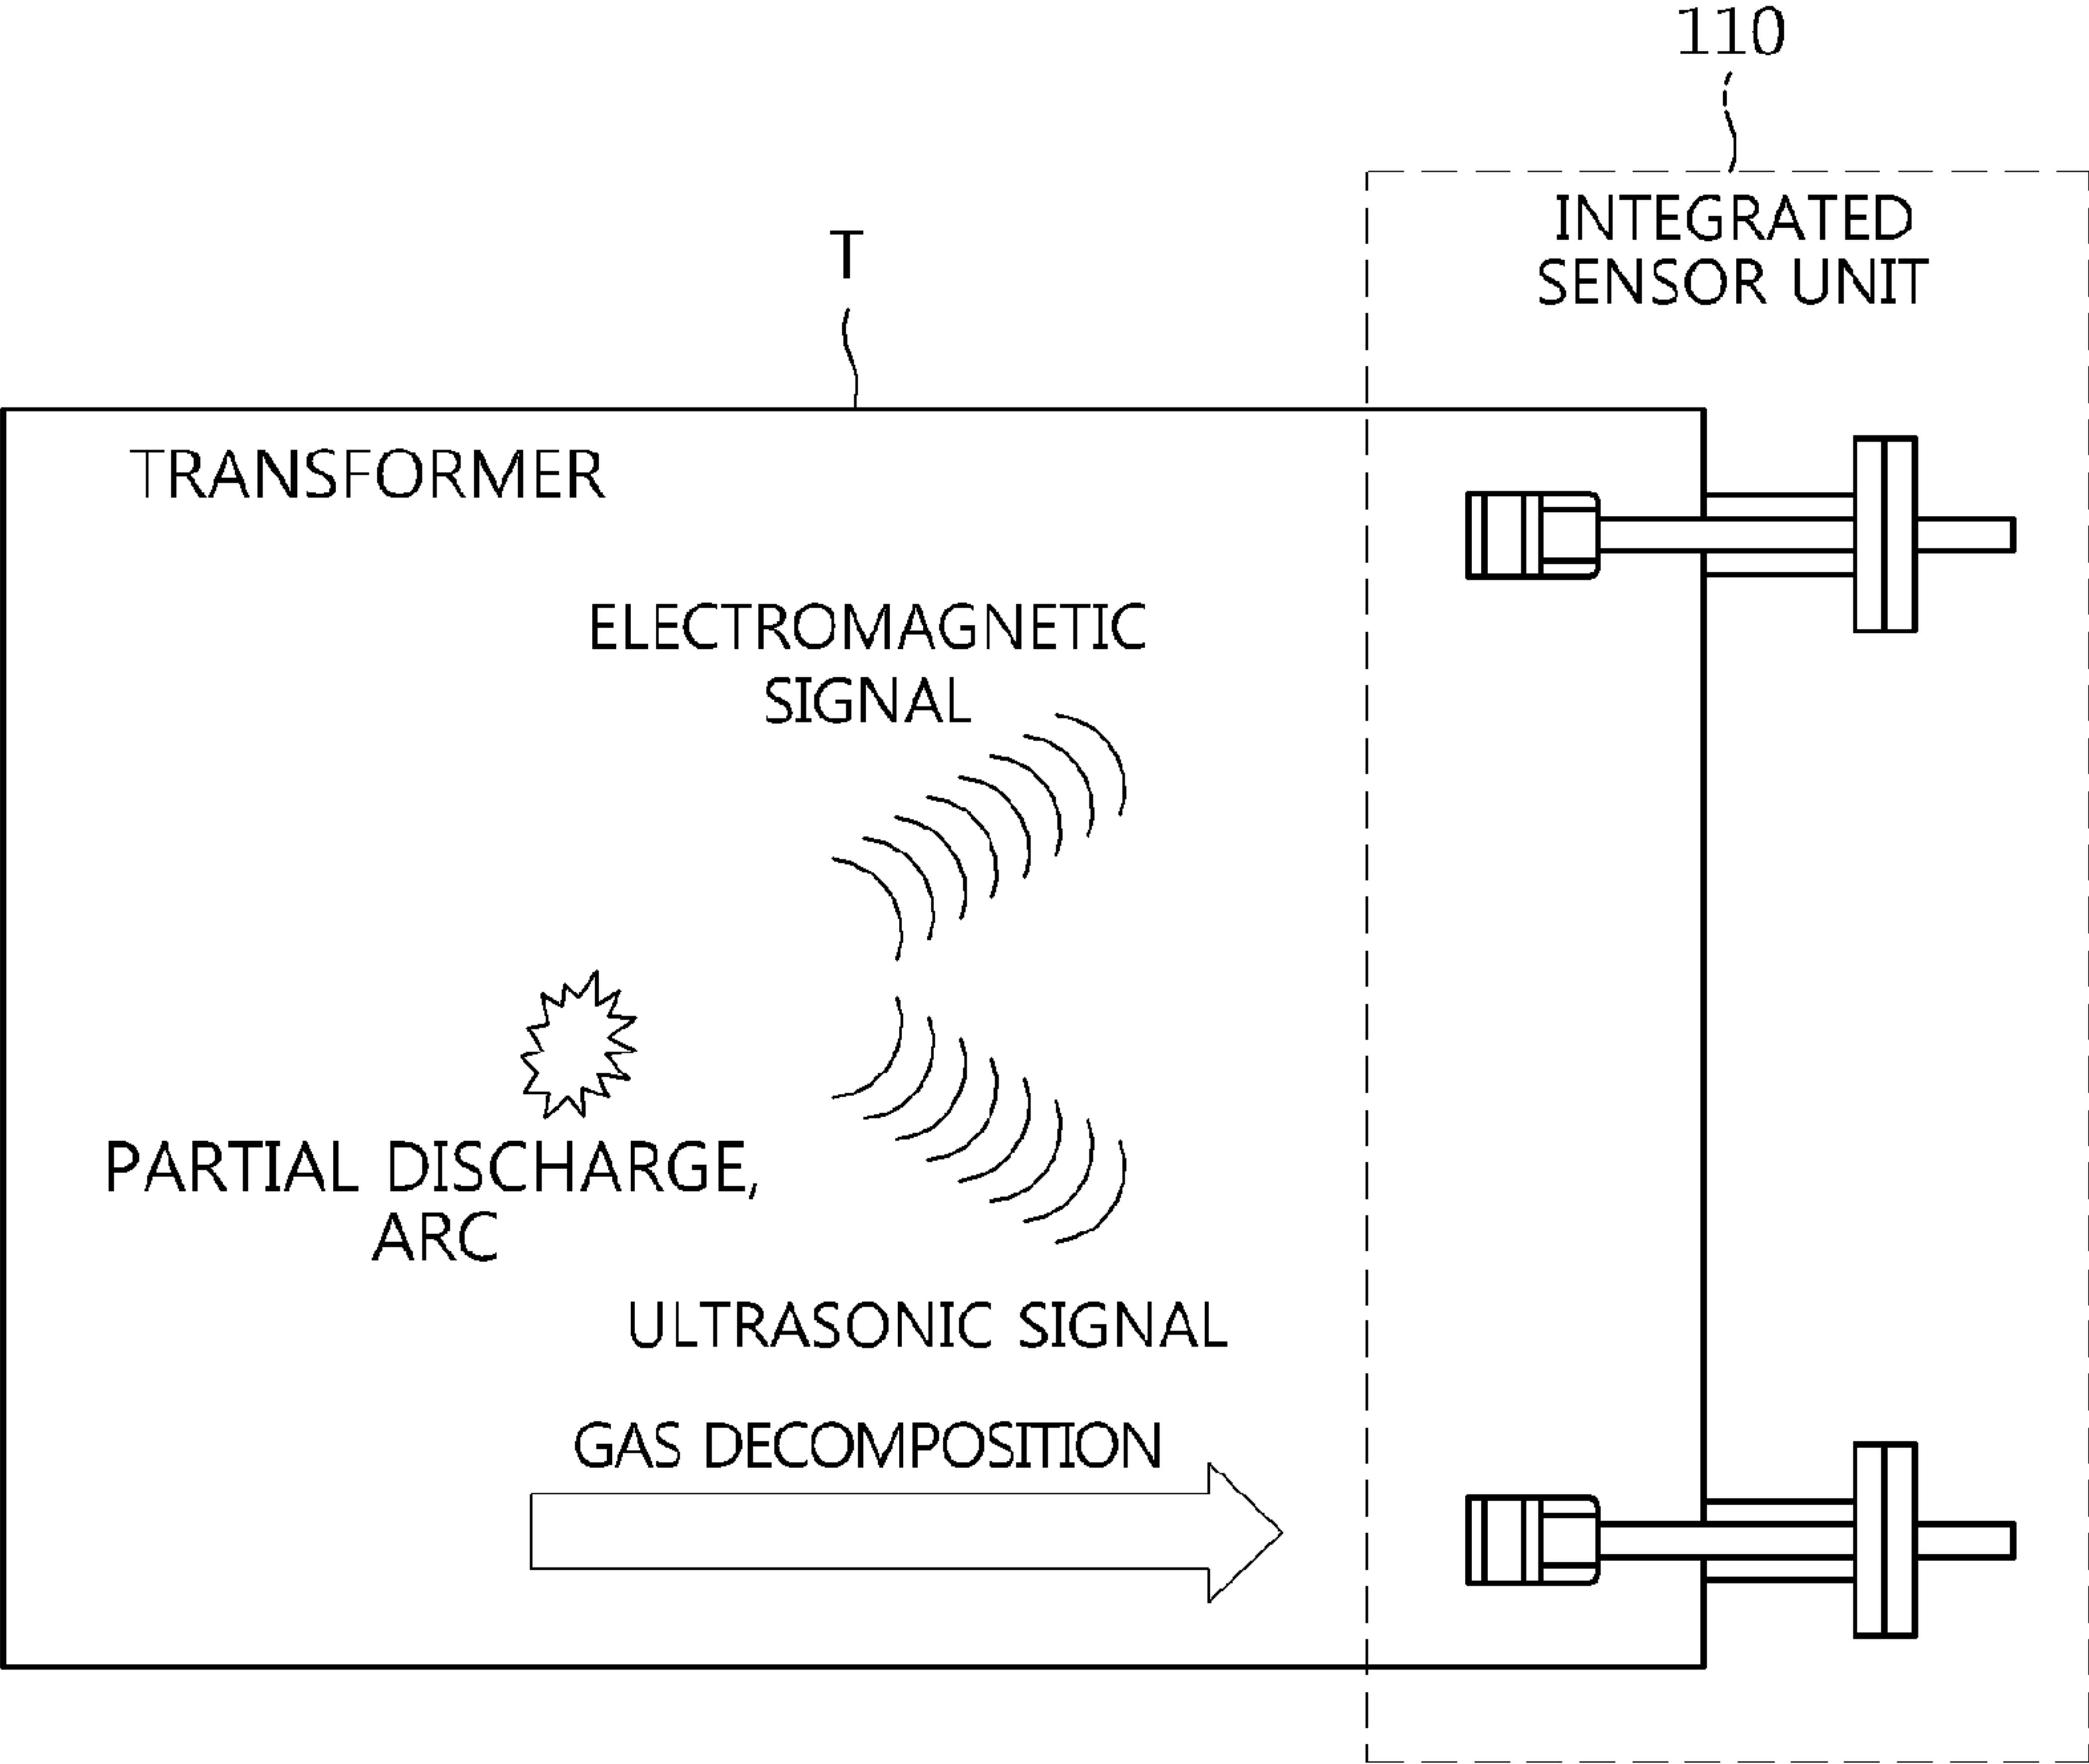 110
INTEGRATED
SENSOR UNIT
T
TRANSFORMER
ELECTROMAGNETIC
SIGNAL
PARTIAL DISCHARGE,
ARC
ULTRASONIC SIGNAL
GAS DECOMPOSITION